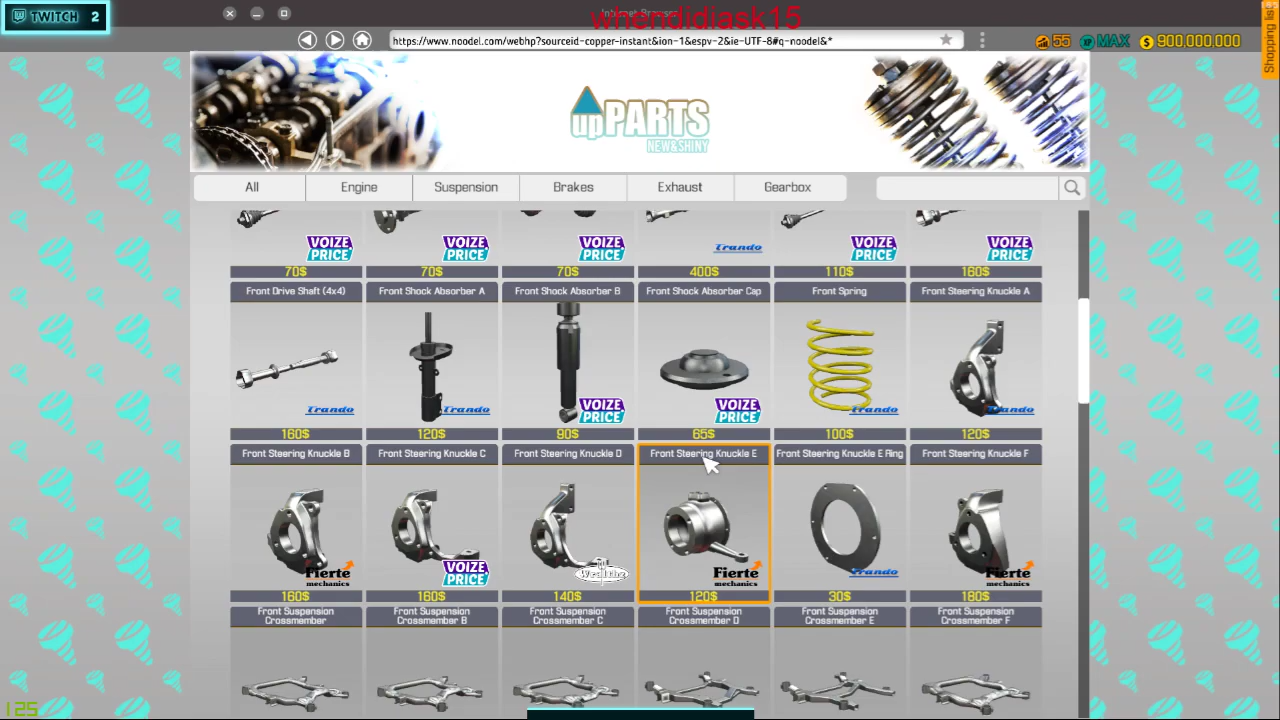 TWITCH 2
Internet Browser
whendidiask15
https://www.noodel.com/webhp?sourceid-copper-instant&ion-1&espv-2&ie-UTF-8#q-noodel&*
55 XP MAX $ 900.000.000
Shopping list
upPARTS
NEW&SHINY
All Engine Suspension Brakes Exhaust Gearbox
VOIZE PRICE VOIZE PRICE VOIZE PRICE Trando VOIZE PRICE VOIZE PRICE
70$ 70$ 70$ 400$ 110$ 160$
Front Drive Shaft (4x4) Front Shock Absorber A Front Shock Absorber B Front Shock Absorber Cap Front Spring Front Steering Knuckle A
Trando Trando VOIZE PRICE VOIZE PRICE Trando Trando
160$ 120$ 90$ 65$ 100$ 120$
Front Steering Knuckle B Front Steering Knuckle C Front Steering Knuckle D Front Steering Knuckle E Front Steering Knuckle E Ring Front Steering Knuckle F
Fierte mechanics VOIZE PRICE Fierte mechanics Trando Fierte mechanics
160$ 160$ 140$ 120$ 30$ 180$
Front Suspension Crossmember Front Suspension Crossmember B Front Suspension Crossmember C Front Suspension Crossmember D Front Suspension Crossmember E Front Suspension Crossmember F
125